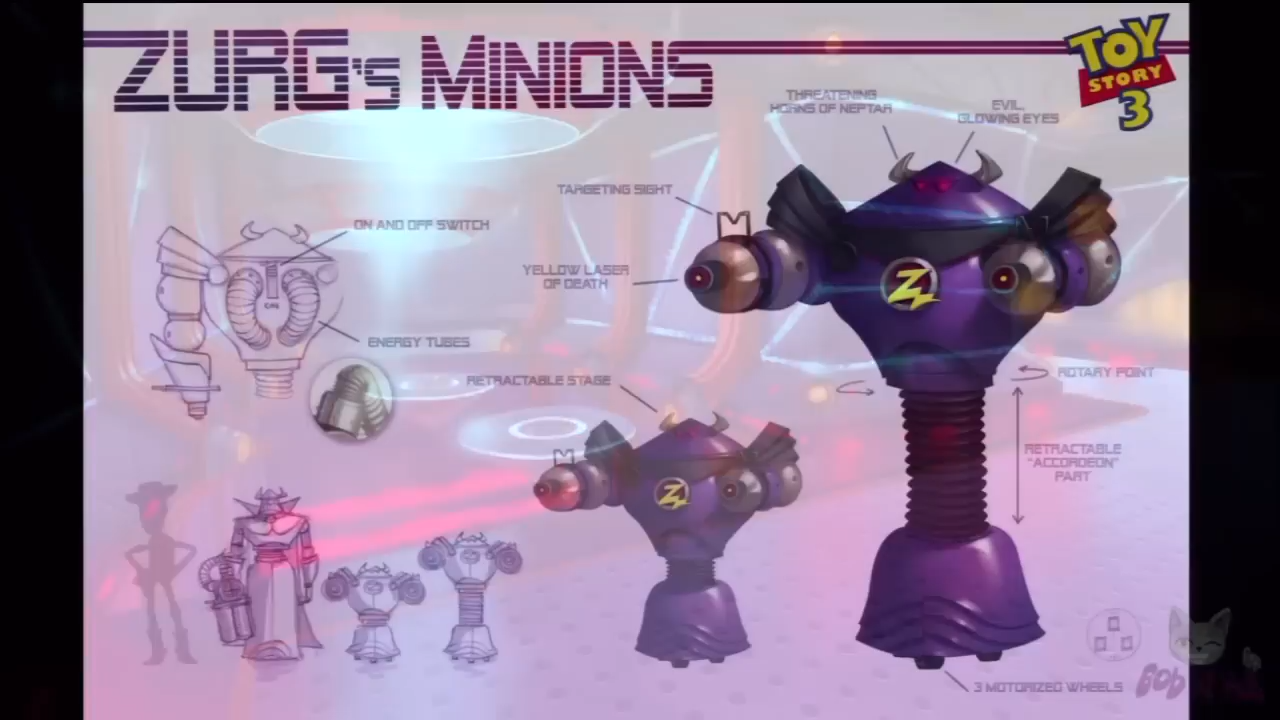 ZURG'S MINIONS
TOY
STORY
3
THREATENING
HORNS OF NEPTAR
EVIL,
GLOWING EYES
TARGETING SIGHT
ON AND OFF SWITCH
YELLOW LASER
OF DEATH
Z
ENERGY TUBES
ROTARY POINT
RETRACTABLE STAGE
RETRACTABLE
"ACCORDEON"
PART
Z
3 MOTORIZED WHEELS
BOB